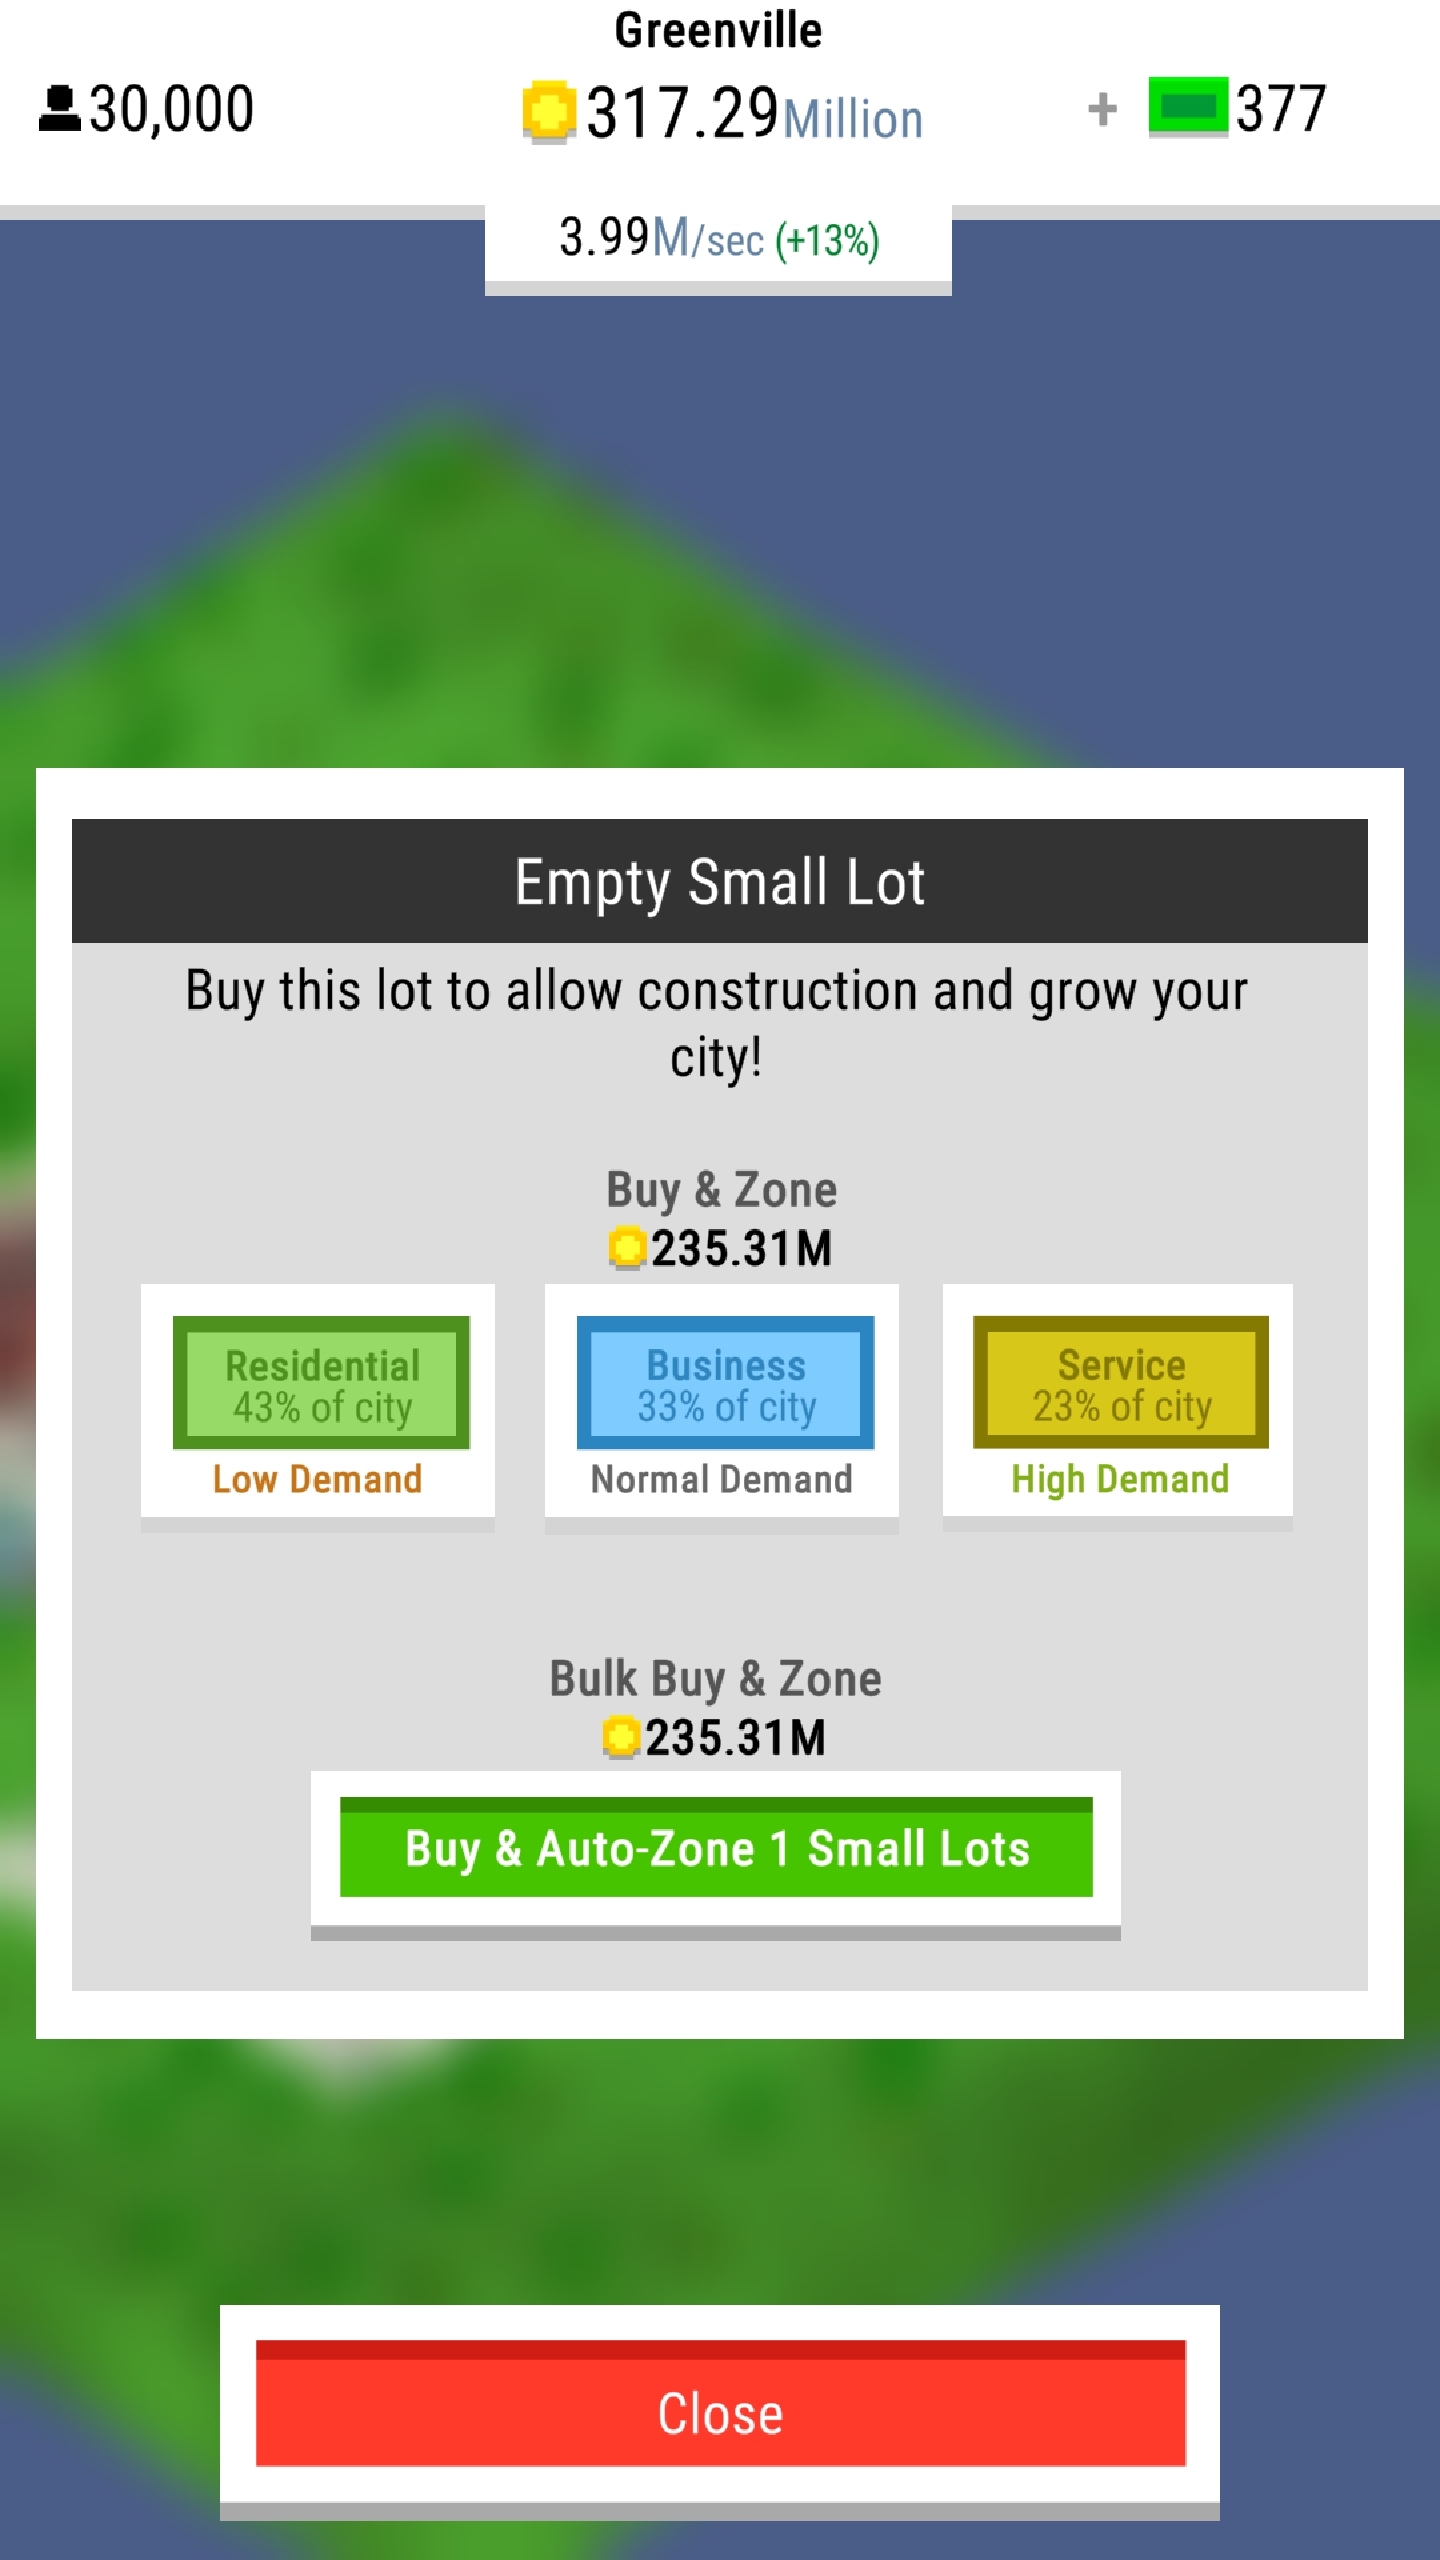 Greenville
30,000
317.29Million
+ 377
3.99M/sec (+13%)
Empty Small Lot
Buy this lot to allow construction and grow your
city!
Buy & Zone
235.31M
Residential
43% of city
Low Demand
Business
33% of city
Normal Demand
Service
23% of city
High Demand
Bulk Buy & Zone
235.31M
Buy & Auto-Zone 1 Small Lots
Close